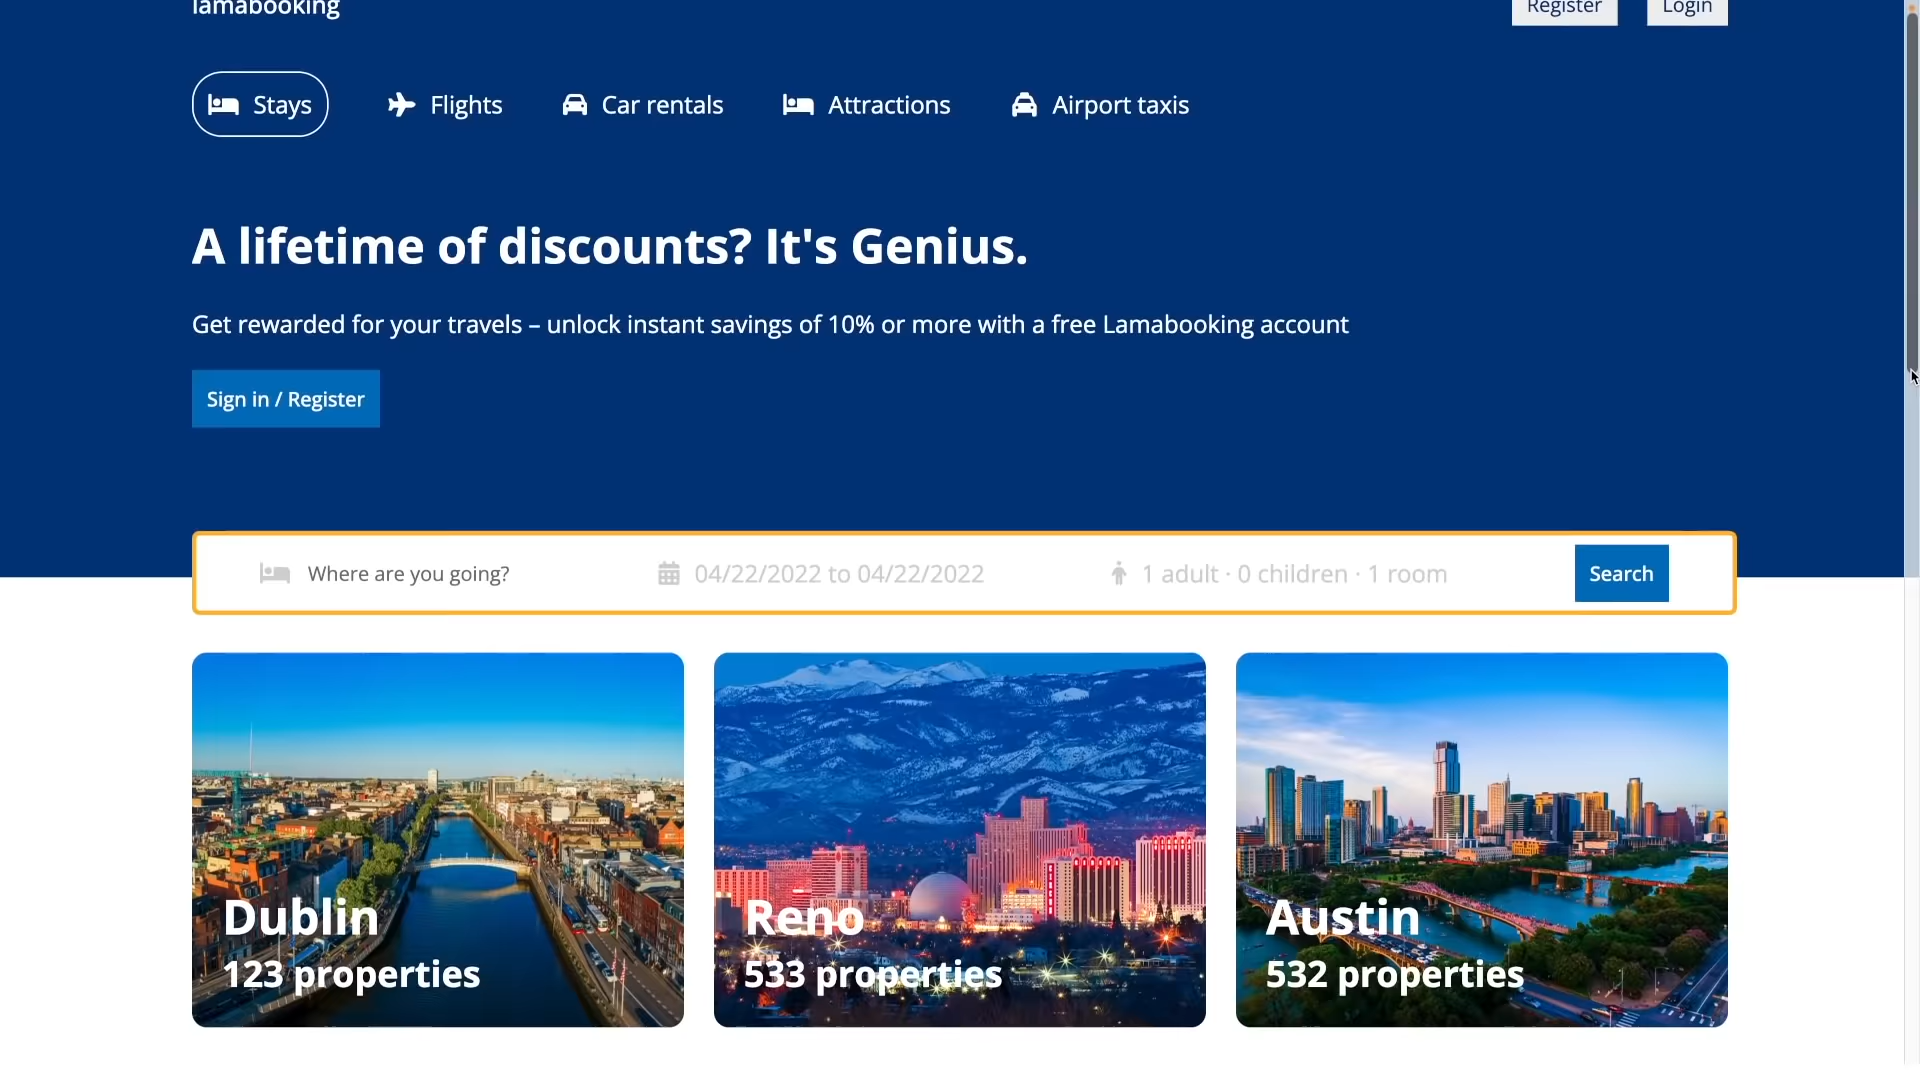 lamabooking
Register
Login
Stays
Flights
Car rentals
Attractions
Airport taxis
A lifetime of discounts? It's Genius.
Get rewarded for your travels – unlock instant savings of 10% or more with a free Lamabooking account
Sign in / Register
Where are you going?
04/22/2022 to 04/22/2022
1 adult · 0 children · 1 room
Search
Dublin
123 properties
Reno
533 properties
Austin
532 properties